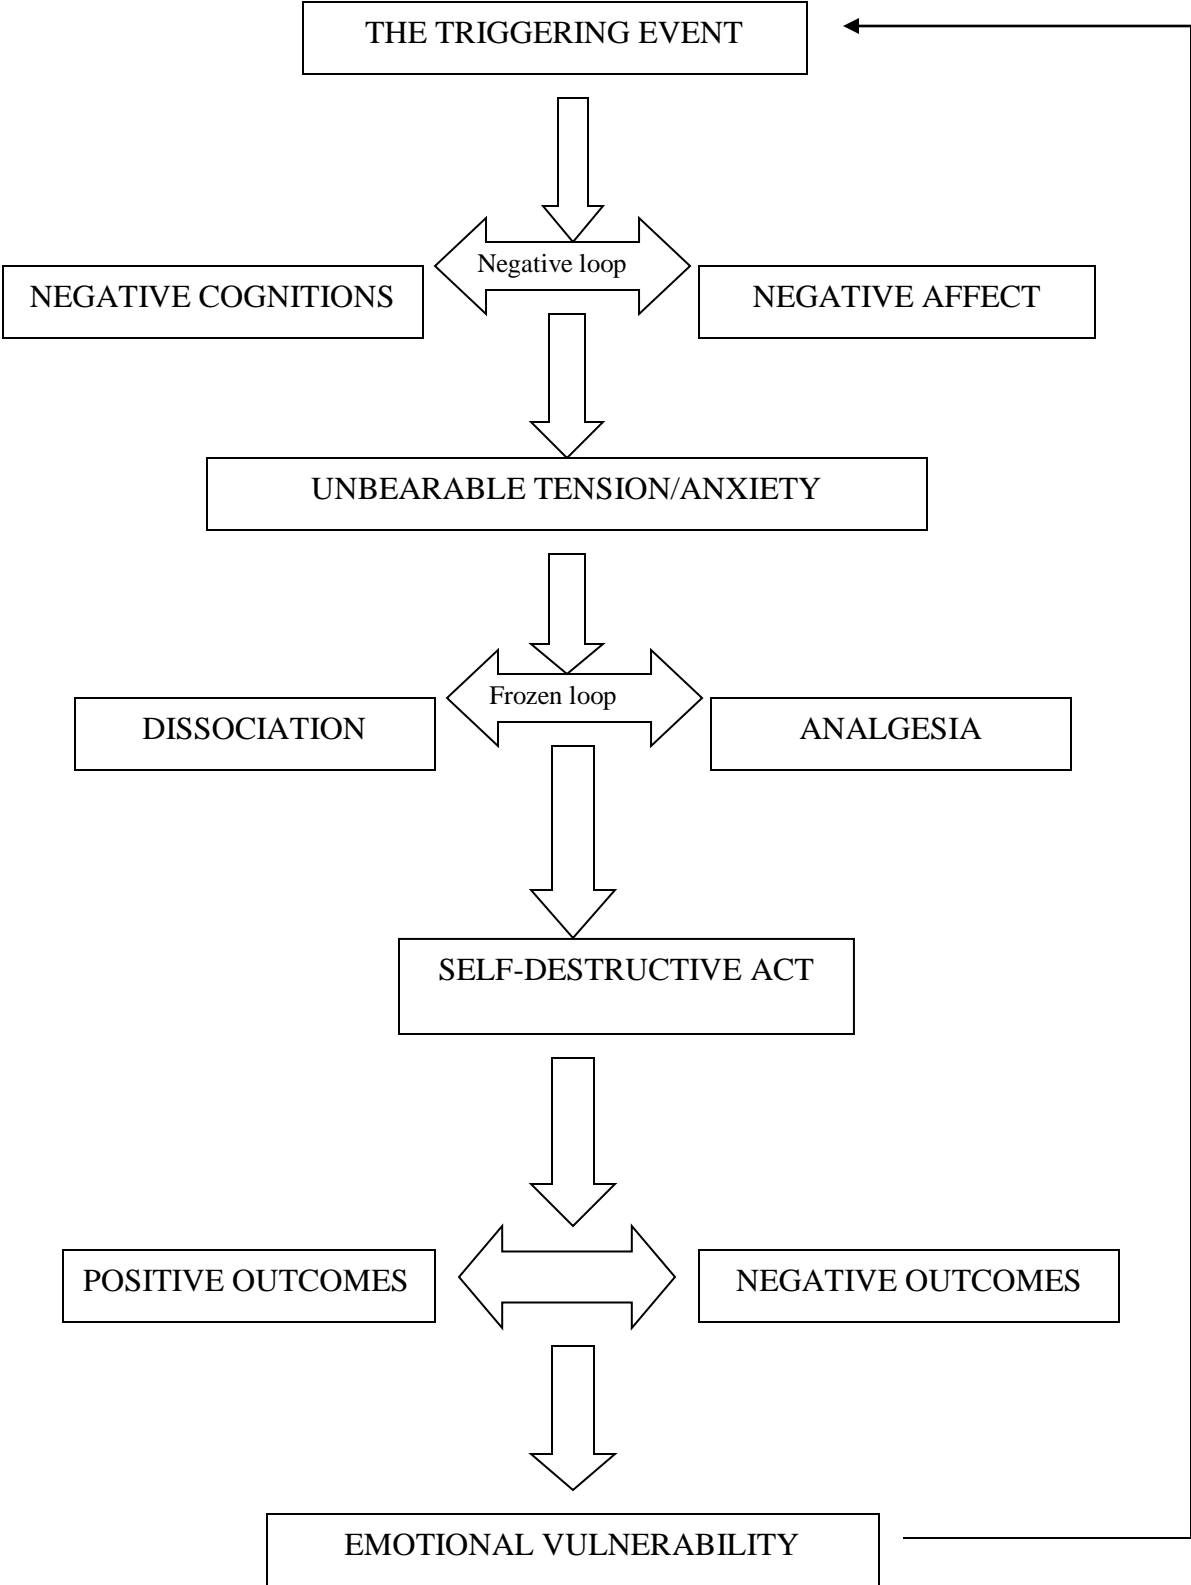 THE TRIGGERING EVENT
Negative loop
NEGATIVE COGNITIONS
NEGATIVE AFFECT
UNBEARABLE TENSION/ANXIETY
Frozen loop
DISSOCIATION
ANALGESIA
SELF-DESTRUCTIVE ACT
POSITIVE OUTCOMES
NEGATIVE OUTCOMES
EMOTIONAL VULNERABILITY